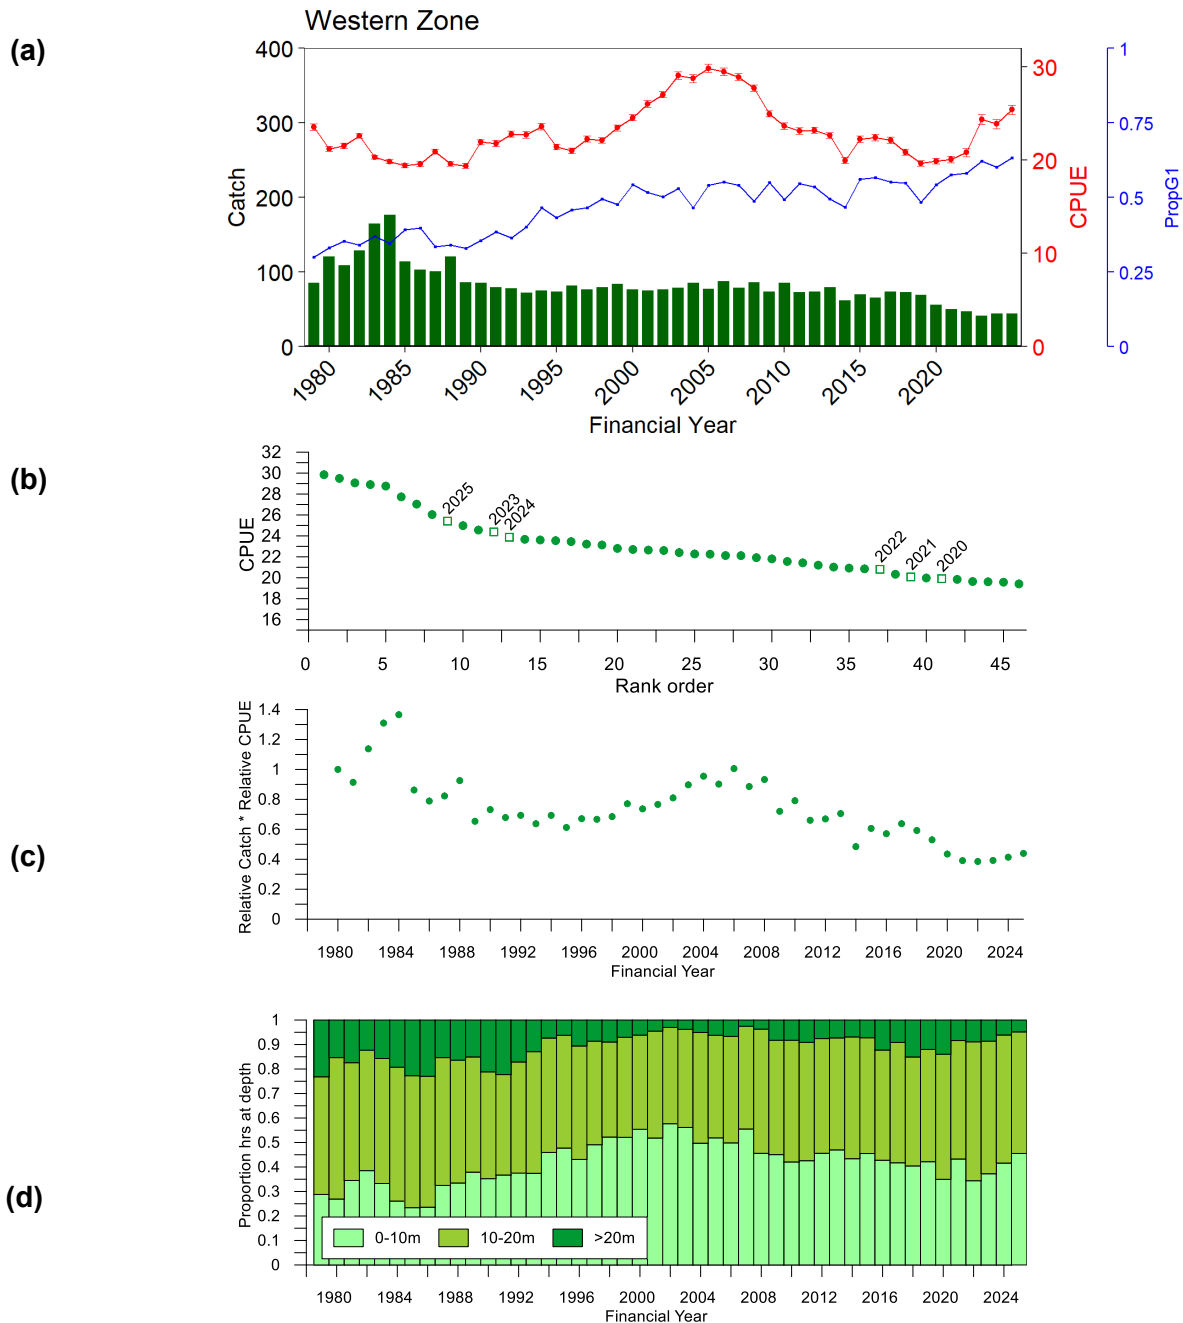 Western Zone
(a)
400
300
200
100
0
Catch
30
20
10
0
CPUE
1
0.75
0.5
0.25
0
PropG1
1980 1985 1990 1995 2000 2005 2010 2015 2020
Financial Year
(b)
32
30
28
26
24
22
20
18
16
CPUE
2025
2023
2024
2022
2021
2020
0 5 10 15 20 25 30 35 40 45
Rank order
(c)
1.4
1.2
1
0.8
0.6
0.4
0.2
0
Relative Catch * Relative CPUE
1980 1984 1988 1992 1996 2000 2004 2008 2012 2016 2020 2024
Financial Year
(d)
1
0.9
0.8
0.7
0.6
0.5
0.4
0.3
0.2
0.1
0
Proportion hrs at depth
0-10m 10-20m >20m
1980 1984 1988 1992 1996 2000 2004 2008 2012 2016 2020 2024
Financial Year